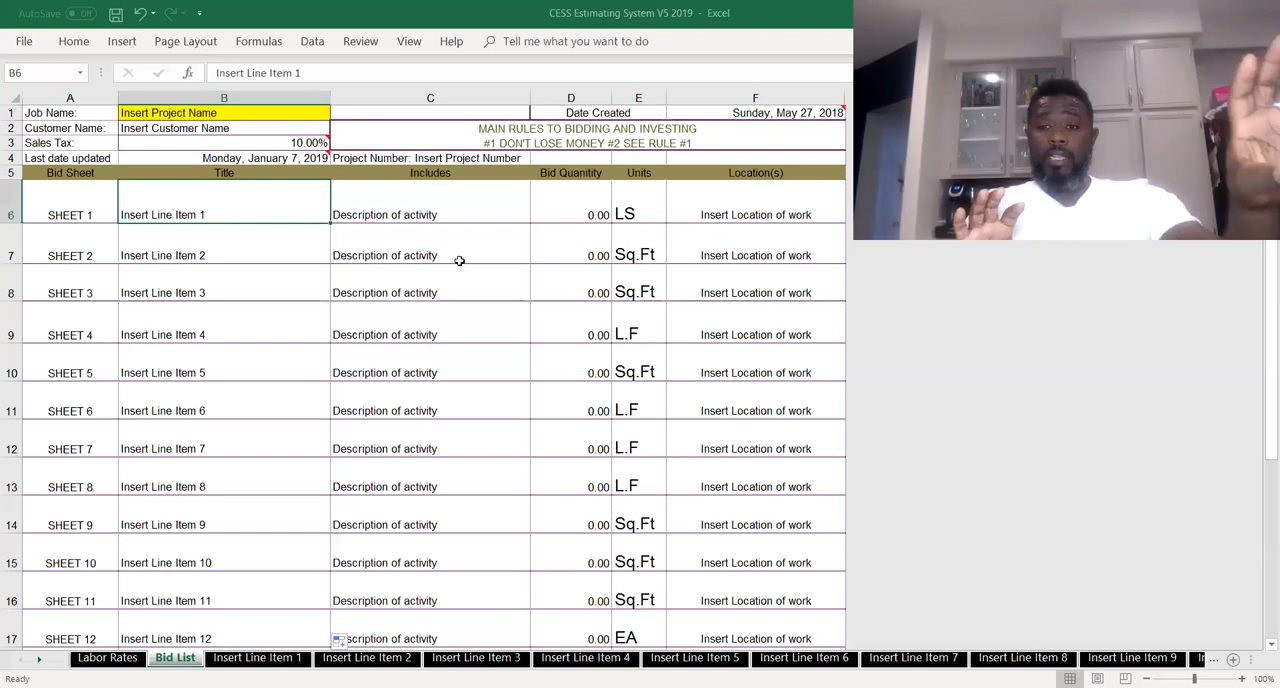 AutoSave Off
CESS Estimating System V5 2019 - Excel
File Home Insert Page Layout Formulas Data Review View Help Tell me what you want to do
B6 fx Insert Line Item 1
A B C D E F
1 Job Name: Insert Project Name Date Created Sunday, May 27, 2018
2 Customer Name: Insert Customer Name MAIN RULES TO BIDDING AND INVESTING
3 Sales Tax: 10.00% #1 DON'T LOSE MONEY #2 SEE RULE #1
4 Last date updated Monday, January 7, 2019 Project Number: Insert Project Number
5 Bid Sheet Title Includes Bid Quantity Units Location(s)
6 SHEET 1 Insert Line Item 1 Description of activity 0.00 LS Insert Location of work
7 SHEET 2 Insert Line Item 2 Description of activity 0.00 Sq.Ft Insert Location of work
8 SHEET 3 Insert Line Item 3 Description of activity 0.00 Sq.Ft Insert Location of work
9 SHEET 4 Insert Line Item 4 Description of activity 0.00 L.F Insert Location of work
10 SHEET 5 Insert Line Item 5 Description of activity 0.00 Sq.Ft Insert Location of work
11 SHEET 6 Insert Line Item 6 Description of activity 0.00 L.F Insert Location of work
12 SHEET 7 Insert Line Item 7 Description of activity 0.00 L.F Insert Location of work
13 SHEET 8 Insert Line Item 8 Description of activity 0.00 L.F Insert Location of work
14 SHEET 9 Insert Line Item 9 Description of activity 0.00 Sq.Ft Insert Location of work
15 SHEET 10 Insert Line Item 10 Description of activity 0.00 Sq.Ft Insert Location of work
16 SHEET 11 Insert Line Item 11 Description of activity 0.00 Sq.Ft Insert Location of work
17 SHEET 12 Insert Line Item 12 scription of activity 0.00 EA Insert Location of work
Labor Rates Bid List Insert Line Item 1 Insert Line Item 2 Insert Line Item 3 Insert Line Item 4 Insert Line Item 5 Insert Line Item 6 Insert Line Item 7 Insert Line Item 8 Insert Line Item 9 ...
Ready 100%